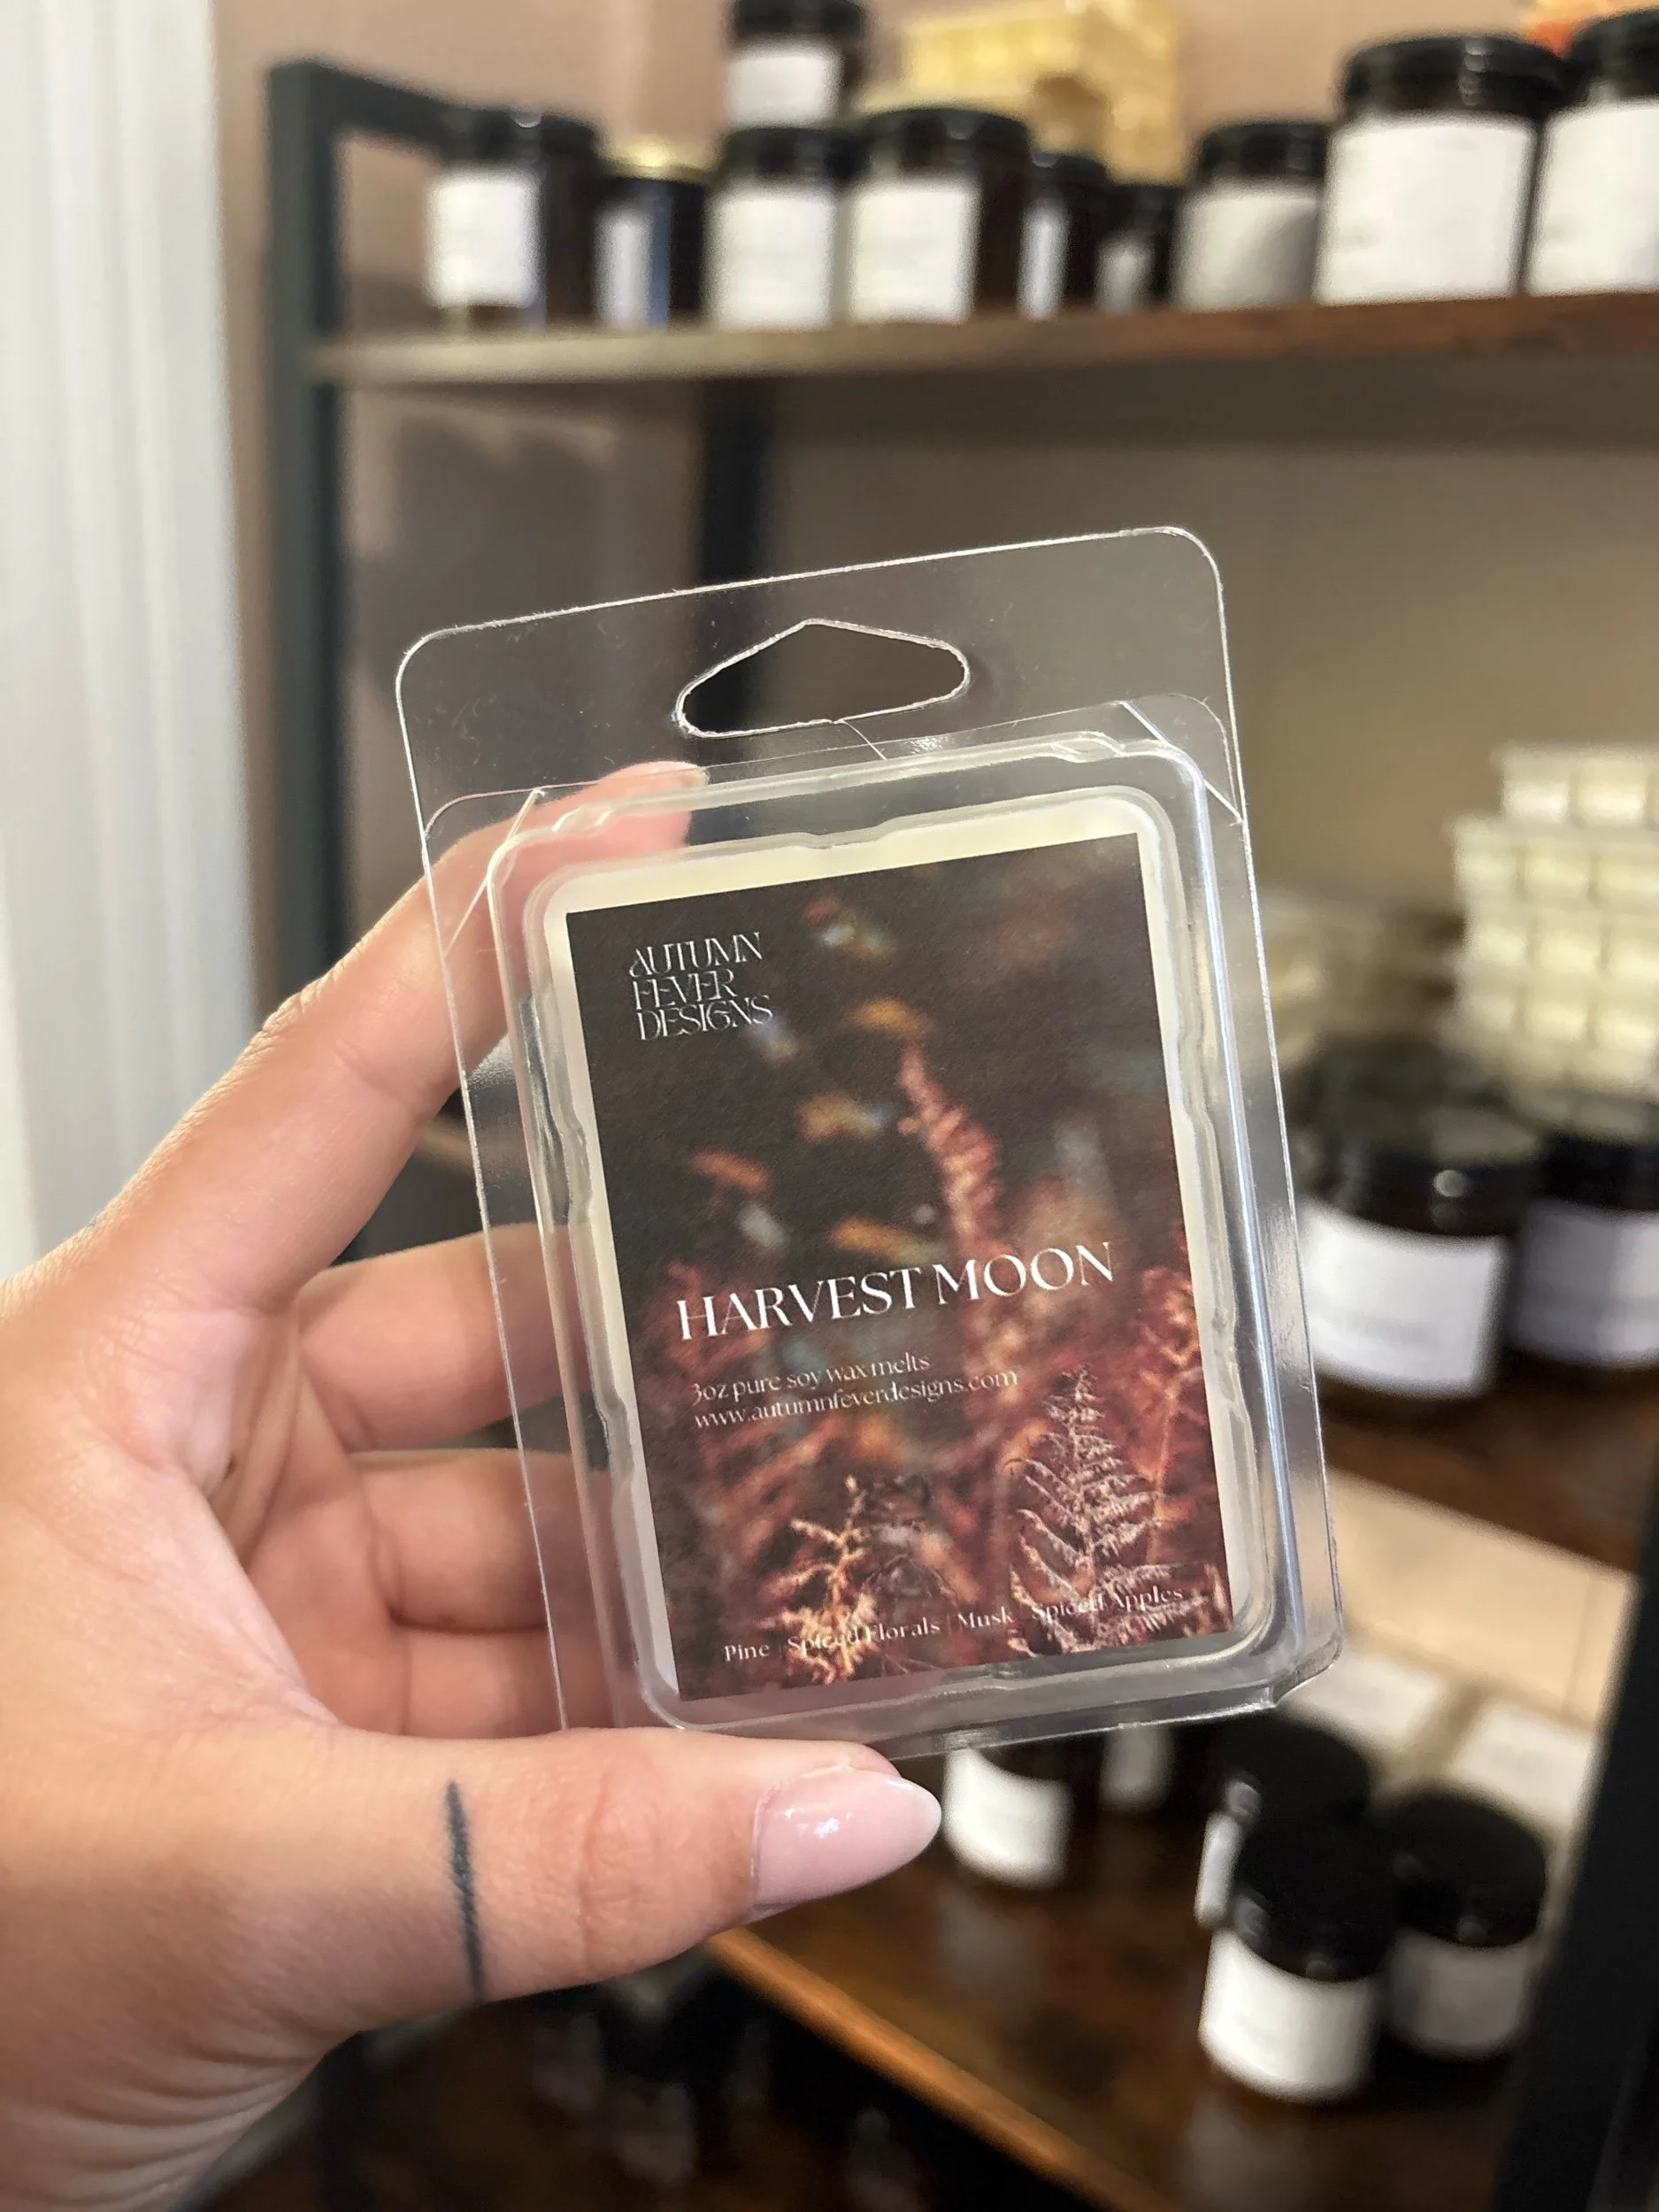 AUTUMN
FEVER
DESIGNS
HARVEST MOON
3oz pure soy wax melts
www.autumnfeverdesigns.com
Pine | Spiced Florals | Musk | Spiced Apples